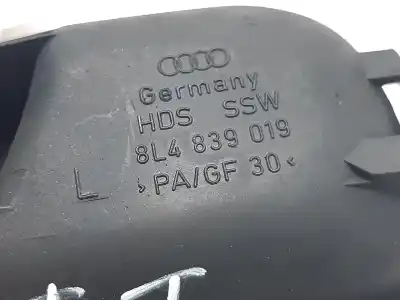 Germany
HDS SSW
8L4 839 019
L >PA/GF 30<